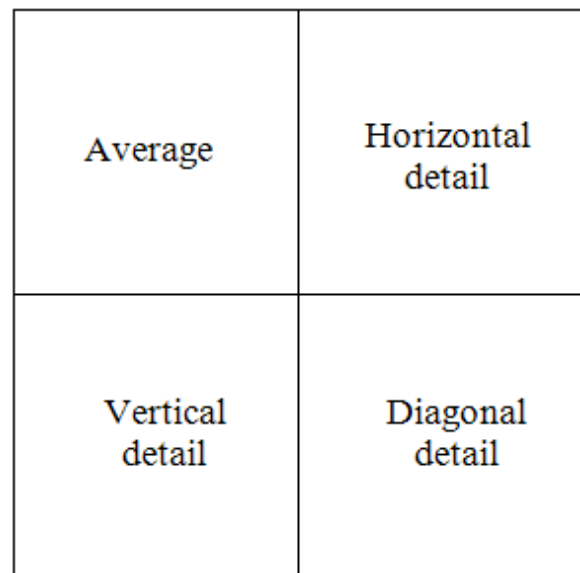 Average
Horizontal
detail
Vertical
detail
Diagonal
detail